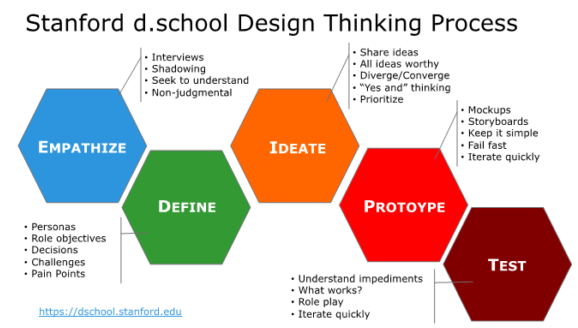 Stanford d.school Design Thinking Process
• Interviews
• Shadowing
• Seek to understand
• Non-judgmental
• Share ideas
• All ideas worthy
• Diverge/Converge
• “Yes and” thinking
• Prioritize
• Mockups
• Storyboards
• Keep it simple
• Fail fast
• Iterate quickly
EMPATHIZE
IDEATE
DEFINE
PROTOYPE
• Personas
• Role objectives
• Decisions
• Challenges
• Pain Points
TEST
• Understand impediments
• What works?
• Role play
• Iterate quickly
https://dschool.stanford.edu